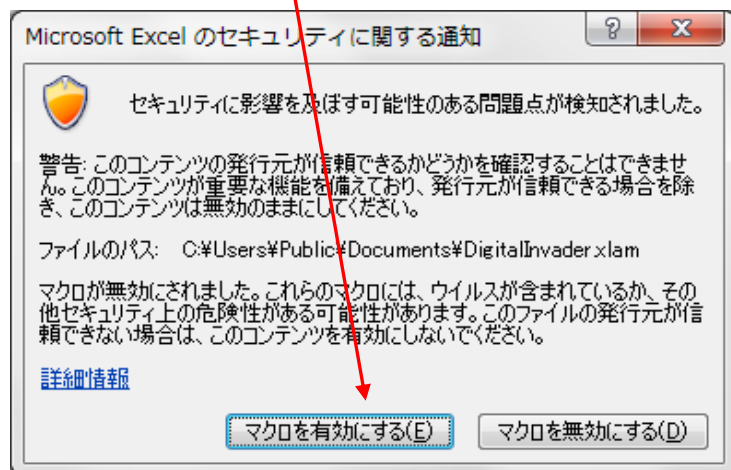 Microsoft Excel のセキュリティに関する通知
セキュリティに影響を及ぼす可能性のある問題点が検知されました。
警告: このコンテンツの発行元が信頼できるかどうかを確認することはできませ
ん。このコンテンツが重要な機能を備えており、発行元が信頼できる場合を除
き、このコンテンツは無効のままにしてください。
ファイルのパス: C:¥Users¥Public¥Documents¥DigitalInvader.xlam
マクロが無効にされました。これらのマクロには、ウイルスが含まれているか、その
他セキュリティ上の危険性がある可能性があります。このファイルの発行元が信
頼できない場合は、このコンテンツを有効にしないでください。
詳細情報
マクロを有効にする(E) マクロを無効にする(D)